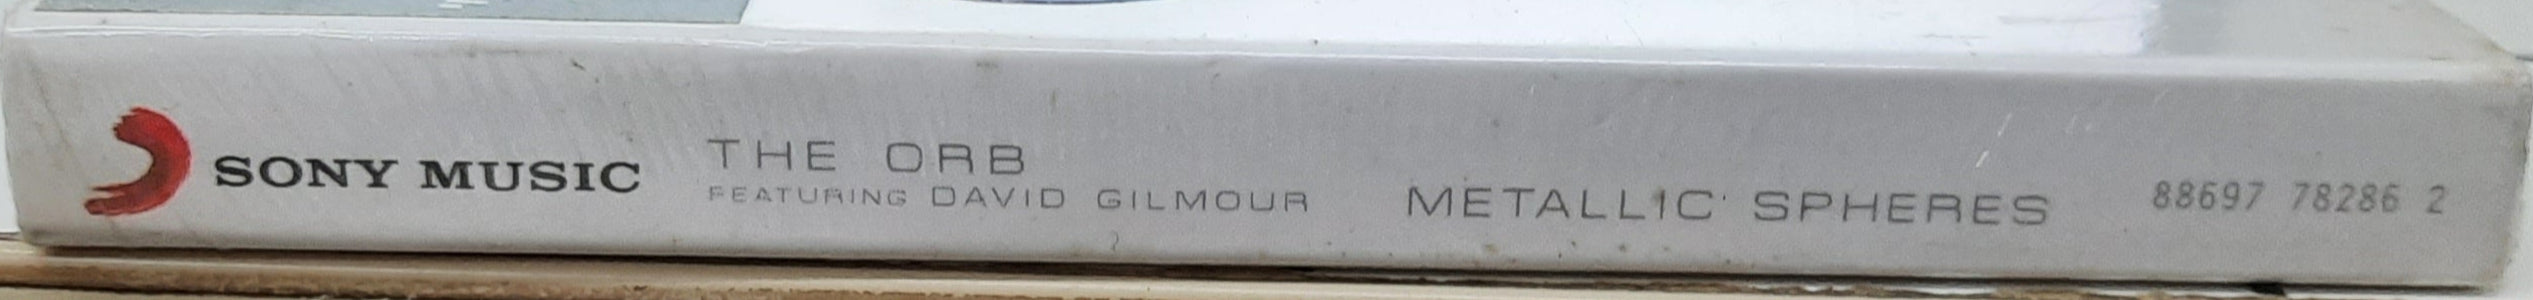 SONY MUSIC
THE ORB
FEATURING DAVID GILMOUR
METALLIC SPHERES
88697 78286 2